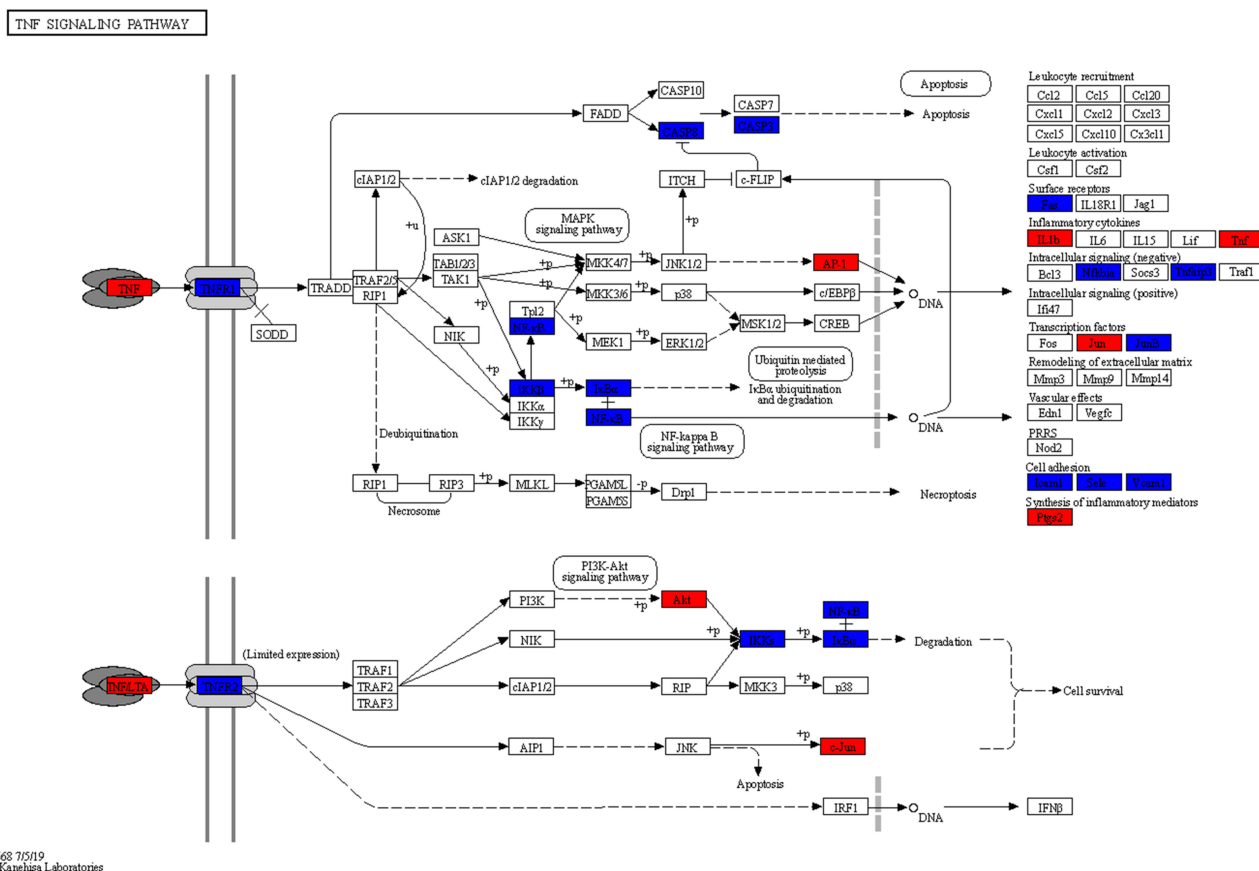 TNF SIGNALING PATHWAY
Apoptosis
CASP10
FADD
CASP7
CASP8
CASP3
Apoptosis
cIAP1/2
cIAP1/2 degradation
ITCH
c-FLIP
+u
+p
MAPK
signaling pathway
ASK1
TAB1/2/3
TAK1
+p
+p
MKK4/7
+p
JNK1/2
AP-1
TNF
TNFR1
TRADD
TRAF2/5
RIP1
MKK3/6
+p
p38
c/EBPβ
DNA
SODD
NIK
+p
Tpl2
NF-κB
+p
MEK1
+p
ERK1/2
MSK1/2
CREB
+p
IKKβ
IKKα
IKKγ
+p
IκBα
Ubiquitin mediated
proteolysis
IκBα ubiquitination
and degradation
NF-κB
DNA
NF-kappa B
signaling pathway
Deubiquitination
RIP1
RIP3
+p
MLKL
PGAM5L
PGAM5S
-p
Drp1
Necroptosis
Necrosome
Leukocyte recruitment
Ccl2 Ccl5 Ccl20
Cxcl1 Cxcl2 Cxcl3
Cxcl5 Cxcl10 Cx3cl1
Leukocyte activation
Csf1 Csf2
Surface receptors
Fas IL18R1 Jag1
Inflammatory cytokines
IL1b IL6 IL15 Lif Tnf
Intracellular signaling (negative)
Bcl3 Nfkbia Socs3 Tnfaip3 Traf1
Intracellular signaling (positive)
Ifi47
Transcription factors
Fos Jun JunB
Remodeling of extracellular matrix
Mmp3 Mmp9 Mmp14
Vascular effects
Edn1 Vegfc
PRRS
Nod2
Cell adhesion
Icam1 Sele Vcam1
Synthesis of inflammatory mediators
Ptgs2
PI3K-Akt
signaling pathway
PI3K
+p
Akt
NF-κB
NIK
+p
IKKs
+p
IκBα
Degradation
(Limited expression)
TNF/LTA
TNFR2
TRAF1
TRAF2
TRAF3
cIAP1/2
RIP
MKK3
+p
p38
Cell survival
AIP1
JNK
+p
c-Jun
Apoptosis
IRF1
DNA
IFNβ
68 7/5/19
Kanehisa Laboratories